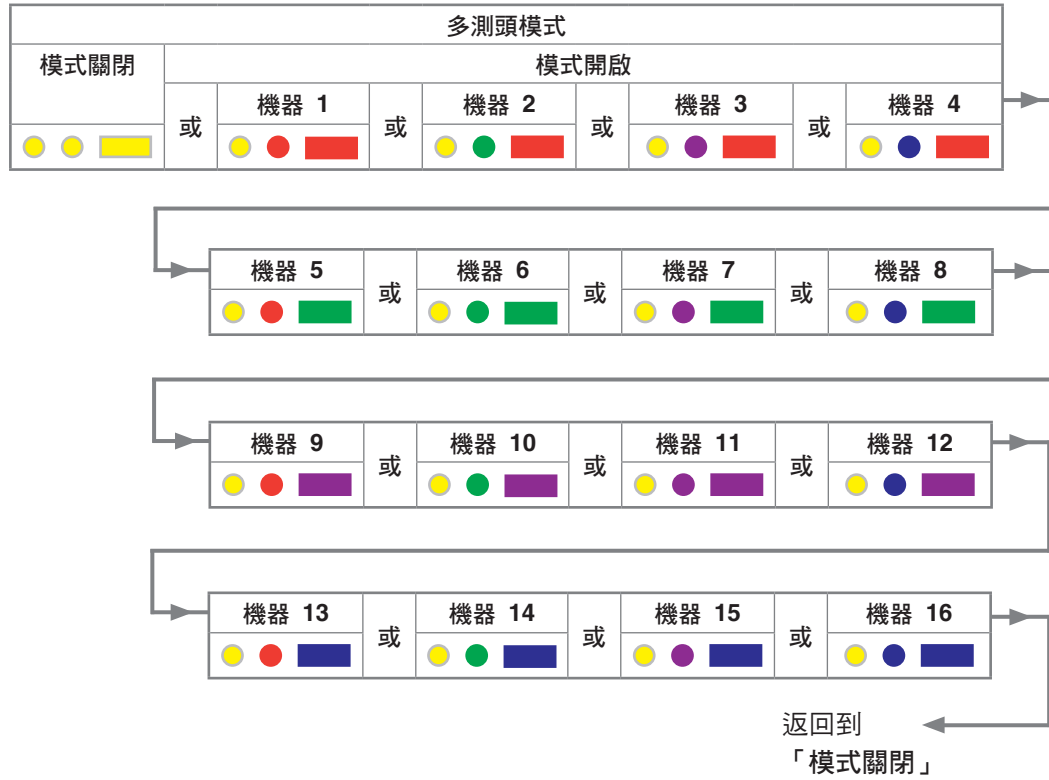 多測頭模式
模式關閉
模式開啟
或
機器 1
或
機器 2
或
機器 3
或
機器 4
機器 5
或
機器 6
或
機器 7
或
機器 8
機器 9
或
機器 10
或
機器 11
或
機器 12
機器 13
或
機器 14
或
機器 15
或
機器 16
返回到
「模式關閉」